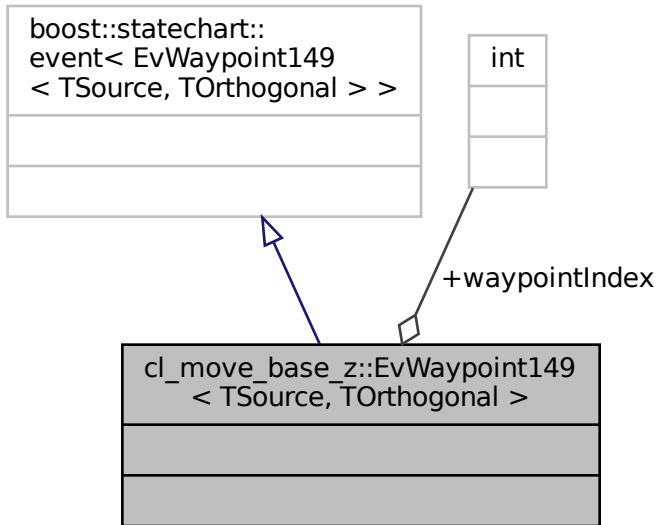 boost::statechart::
event< EvWaypoint149
< TSource, TOrthogonal > >
int
+waypointIndex
cl_move_base_z::EvWaypoint149
< TSource, TOrthogonal >